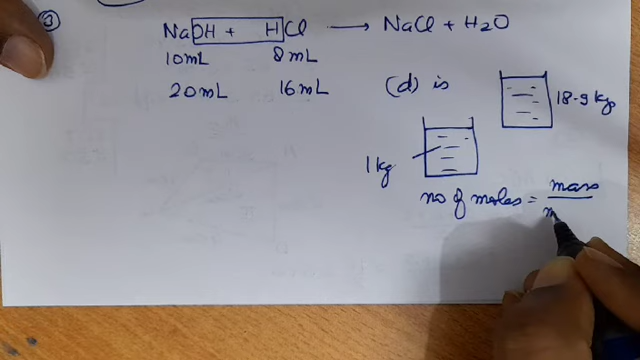 ③ NaOH + HCl → NaCl + H2O
10mL 8mL
20mL 16mL (d) is
18.9 kg
1kg
no of moles = mass
m